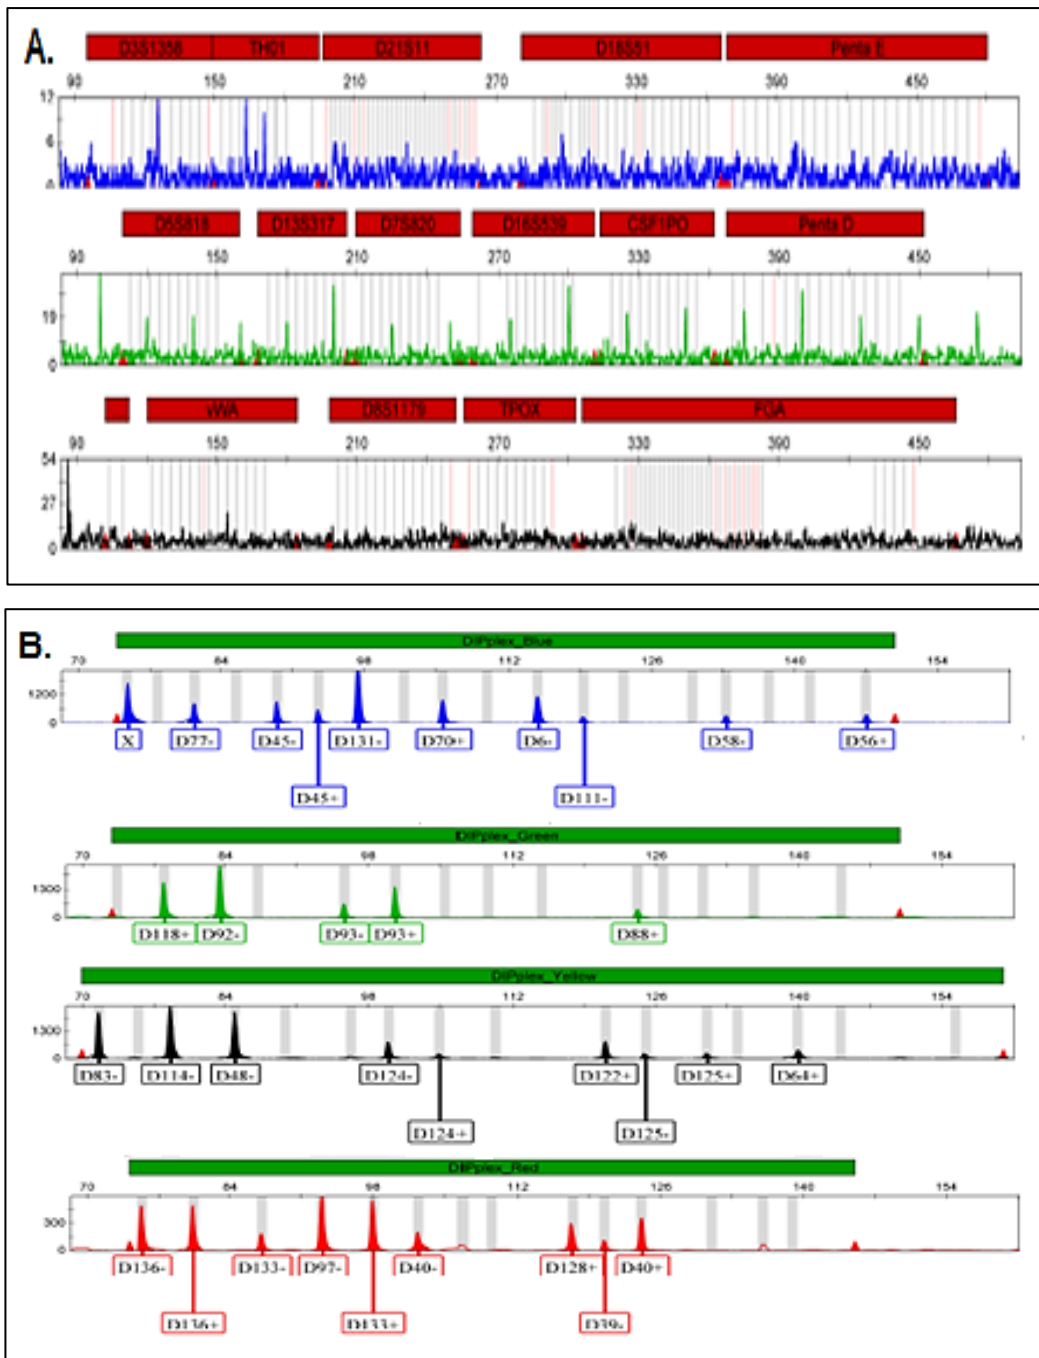 A.
D3S1358 TH01 D21S11 D18S51 Penta E
90 150 210 270 330 390 450
12
6
0
D5S818 D13S317 D7S820 D16S539 CSF1PO Penta D
90 150 210 270 330 390 450
19
0
vWA D8S1179 TPOX FGA
90 150 210 270 330 390 450
54
27
0
B.
DIPplex_Blue
70 84 98 112 126 140 154
1200
0
X D77- D45- D131- D70+ D6- D58- D56+
D45+ D111-
DIPplex_Green
70 84 98 112 126 140 154
1300
0
D118+ D92- D93- D93+ D88+
DIPplex_Yellow
70 84 98 112 126 140 154
1300
0
D83- D114- D48- D124- D122+ D125+ D64+
D124+ D125-
DIPplex_Red
70 84 98 112 126 140 154
300
0
D136- D133- D97- D40- D128+ D40+
D136+ D133+ D39-